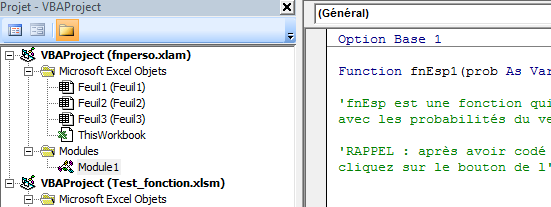 Projet - VBAProject
VBAProject (fnperso.xlam)
Microsoft Excel Objets
Feuil1 (Feuil1)
Feuil2 (Feuil2)
Feuil3 (Feuil3)
ThisWorkbook
Modules
Module1
VBAProject (Test_fonction.xlsm)
Microsoft Excel Objets
(Général)
Option Base 1
Function fnEsp1(prob As Var
'fnEsp est une fonction qui
avec les probabilités du ve
'RAPPEL : après avoir codé
cliquez sur le bouton de l'